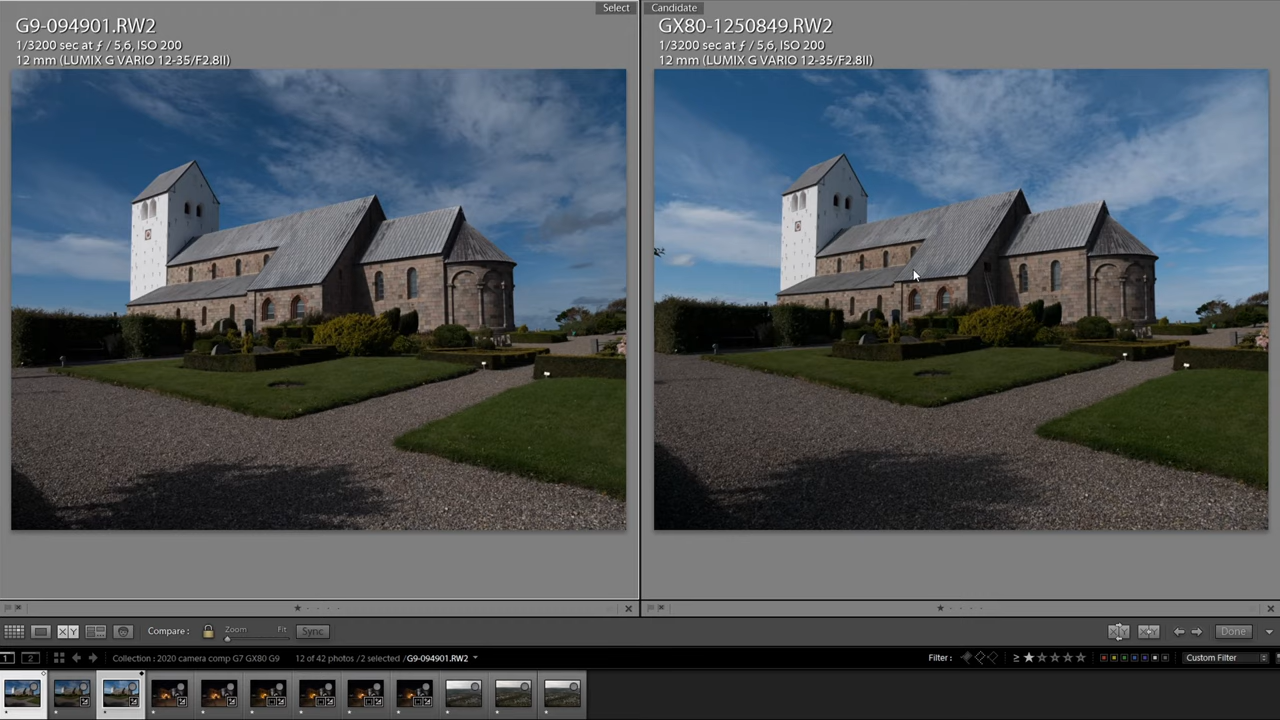 Select
G9-094901.RW2
1/3200 sec at ƒ / 5,6, ISO 200
12 mm (LUMIX G VARIO 12-35/F2.8II)
Candidate
GX80-1250849.RW2
1/3200 sec at ƒ / 5,6, ISO 200
12 mm (LUMIX G VARIO 12-35/F2.8II)
X Y
Compare :
Zoom
Fit
Sync
X Y
Done
1 2
Collection : 2020 camera comp G7 GX80 G9
12 of 42 photos /2 selected /G9-094901.RW2
Filter :
≥
Custom Filter